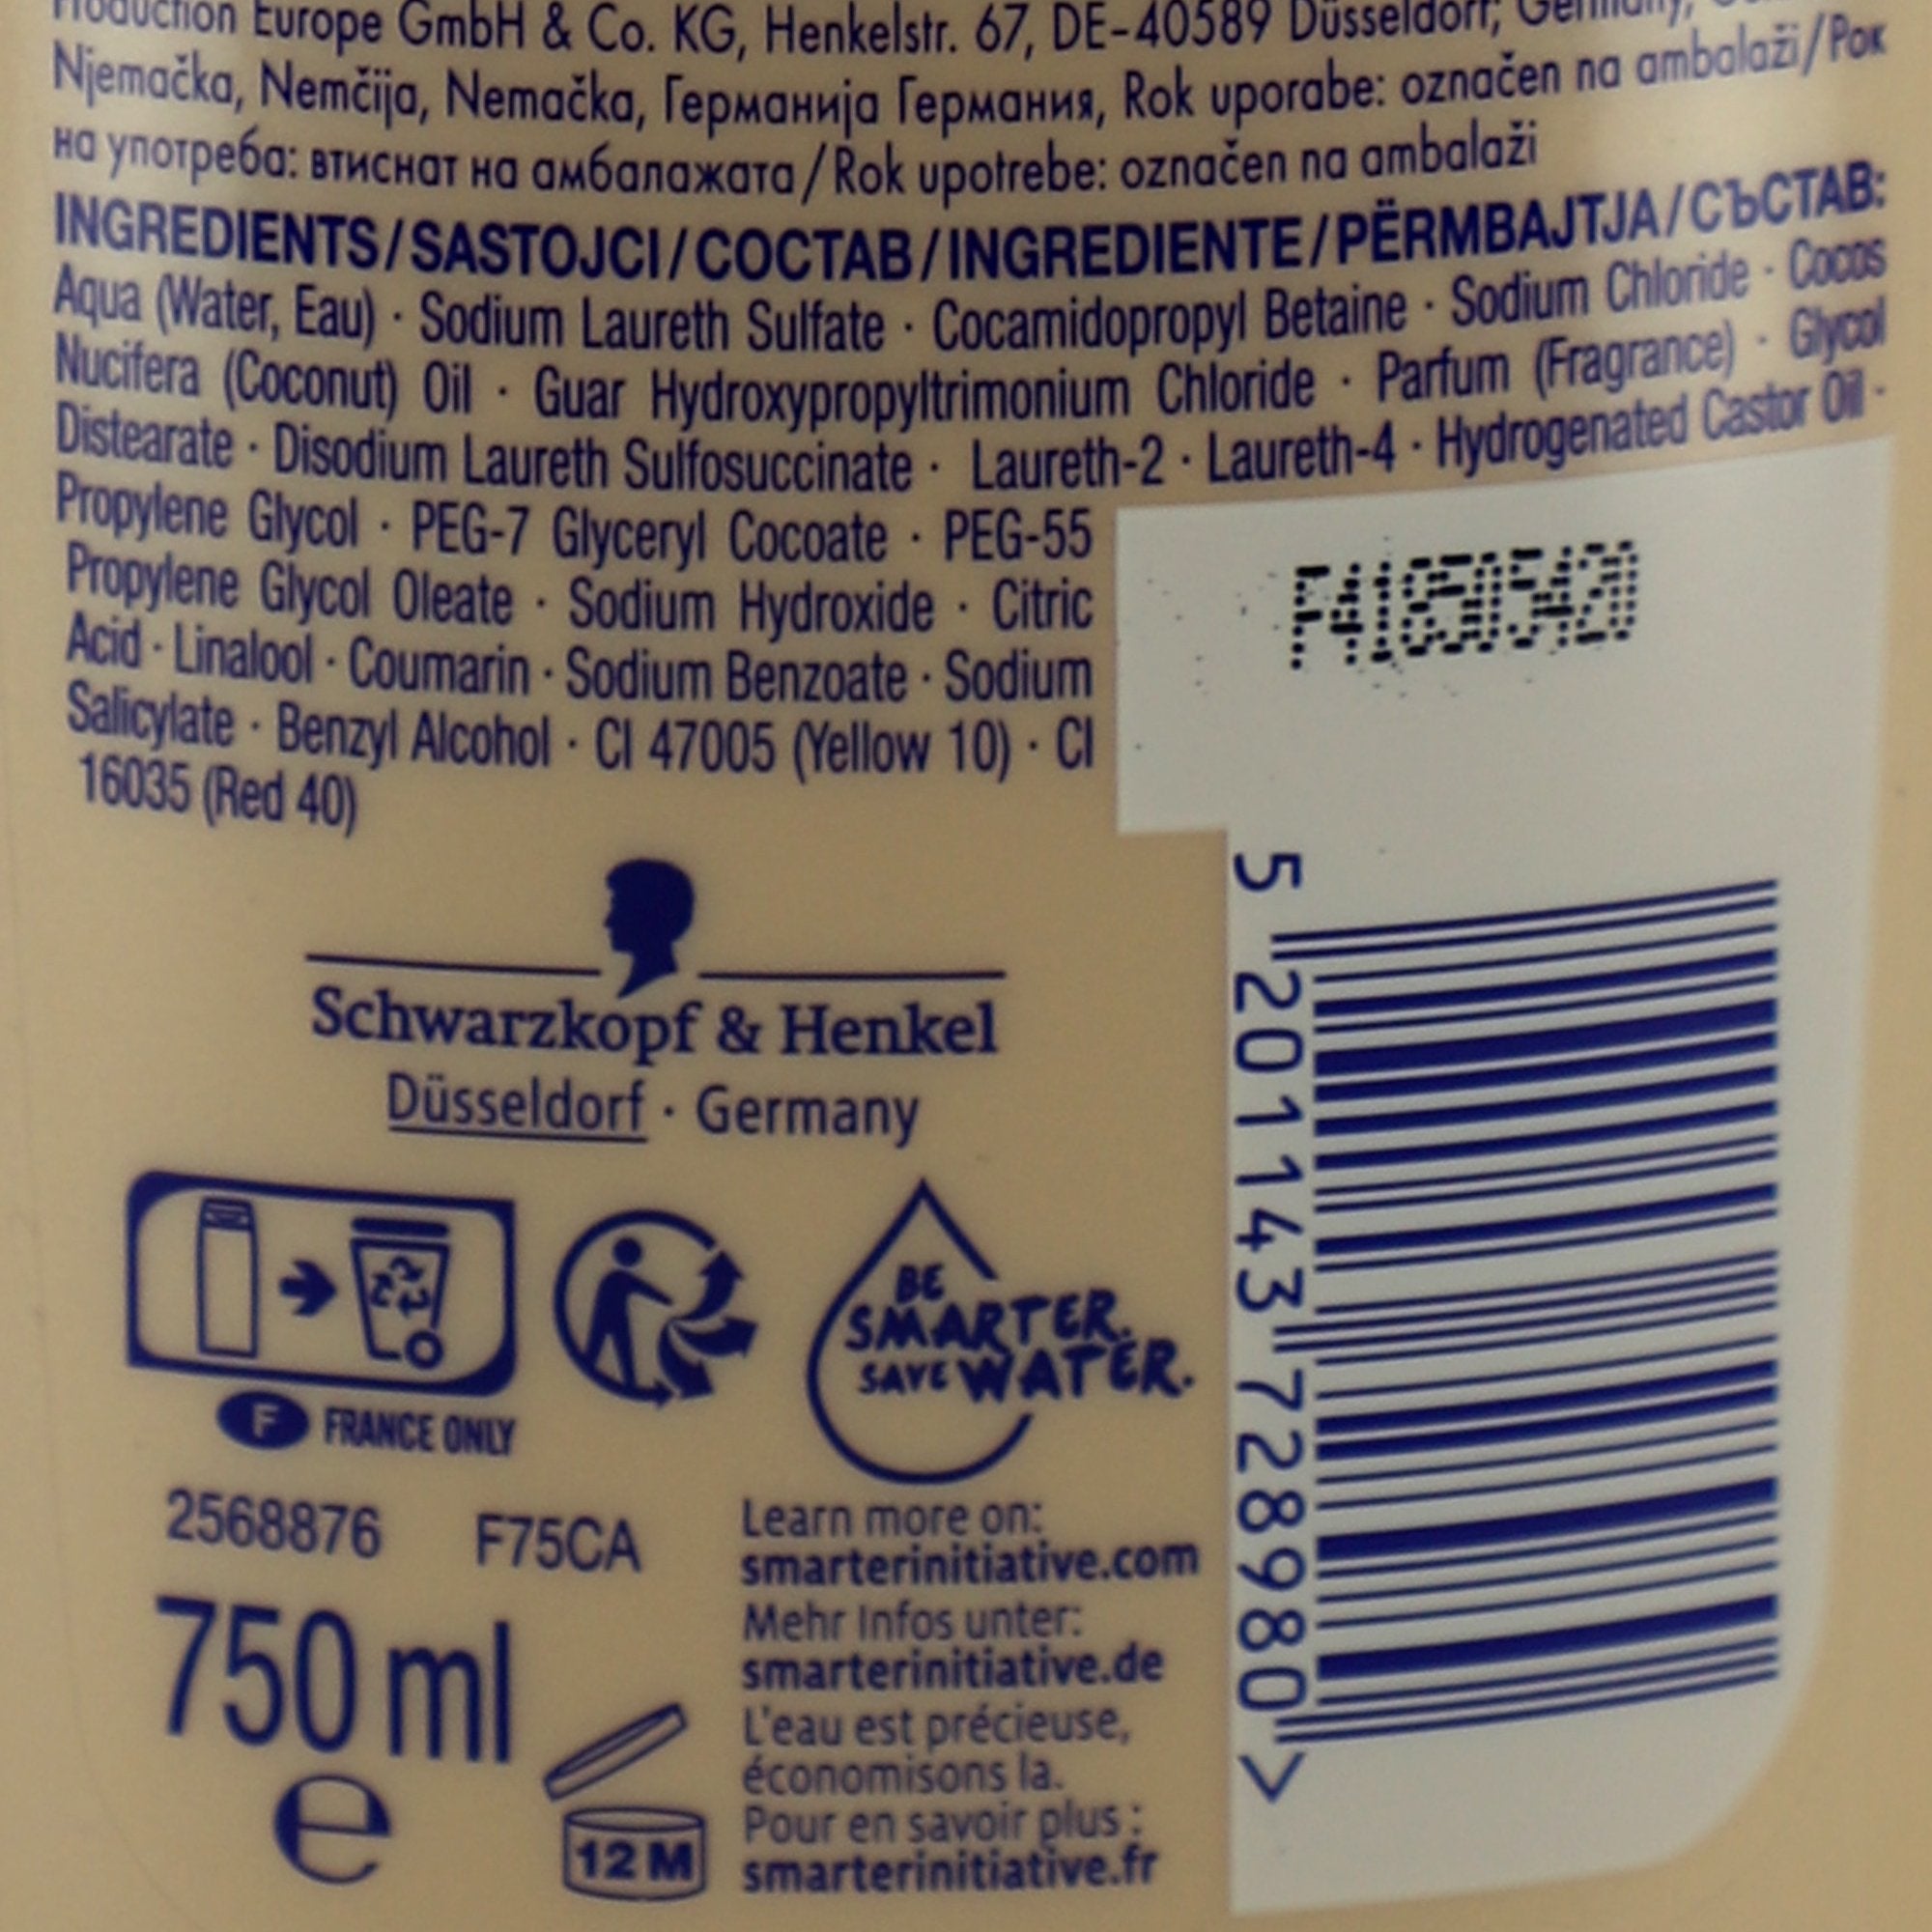 Production Europe GmbH & Co. KG, Henkelstr. 67, DE-40589 Düsseldorf, Germany,
Njemačka, Nemčija, Nemačka, Германија Германия, Rok uporabe: označen na ambalaži/Рок
на употреба: втиснат на амбалажата/Rok upotrebe: označen na ambalaži
INGREDIENTS/SASTOJCI/СОСТАВ/INGREDIENTE/PËRMBAJTJA/СЪСТАВ:
Aqua (Water, Eau) · Sodium Laureth Sulfate · Cocamidopropyl Betaine · Sodium Chloride · Cocos
Nucifera (Coconut) Oil · Guar Hydroxypropyltrimonium Chloride · Parfum (Fragrance) · Glycol
Distearate · Disodium Laureth Sulfosuccinate · Laureth-2 · Laureth-4 · Hydrogenated Castor Oil ·
Propylene Glycol · PEG-7 Glyceryl Cocoate · PEG-55
Propylene Glycol Oleate · Sodium Hydroxide · Citric
Acid · Linalool · Coumarin · Sodium Benzoate · Sodium
Salicylate · Benzyl Alcohol · CI 47005 (Yellow 10) · CI
16035 (Red 40)
Schwarzkopf & Henkel
Düsseldorf · Germany
BE
SMARTER.
SAVE WATER.
F FRANCE ONLY
2568876 F75CA
750 ml
e
12 M
Learn more on:
smarterinitiative.com
Mehr Infos unter:
smarterinitiative.de
L'eau est précieuse,
économisons la.
Pour en savoir plus :
smarterinitiative.fr
5 201143 728980 >